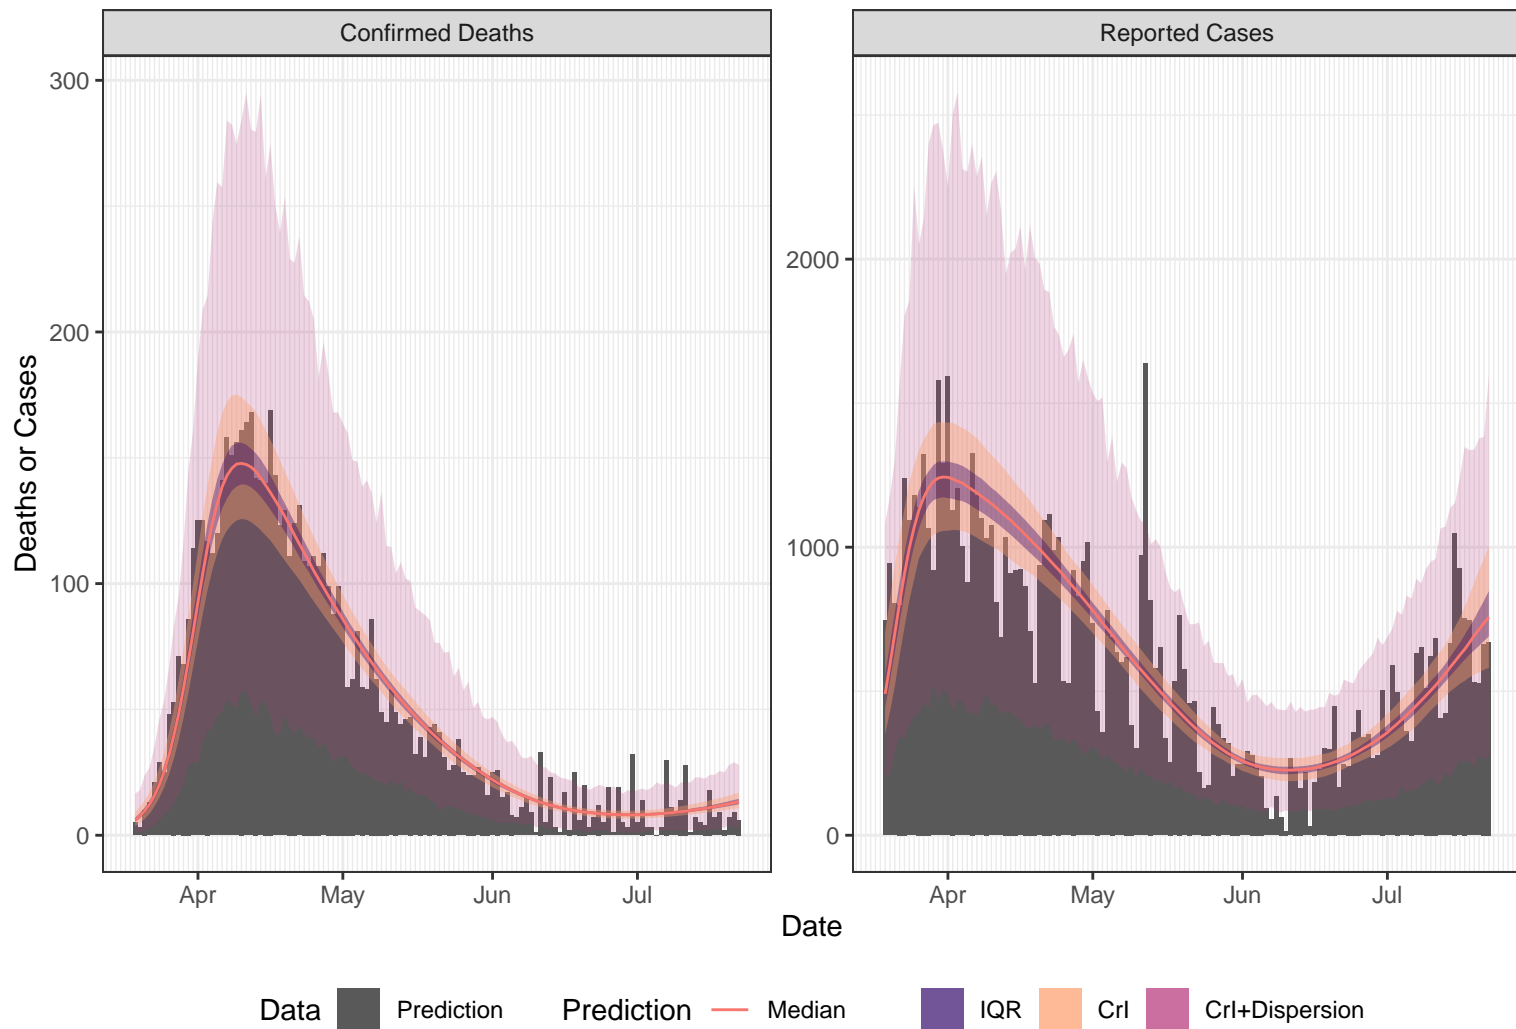 Confirmed Deaths
Reported Cases
Deaths or Cases
300
200
100
0
2000
1000
0
Apr May Jun Jul
Apr May Jun Jul
Date
Data Prediction Prediction Median IQR CrI CrI+Dispersion